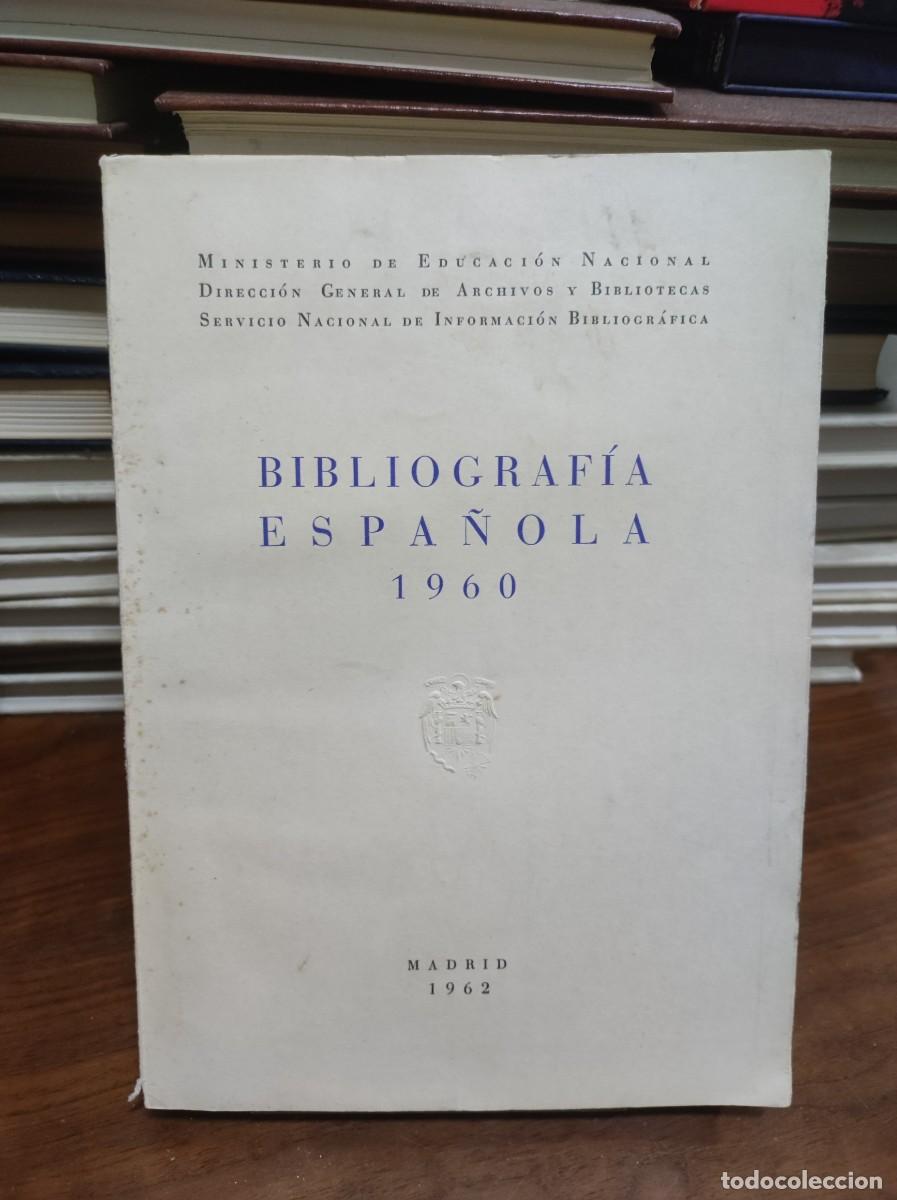 MINISTERIO DE EDUCACIÓN NACIONAL
DIRECCIÓN GENERAL DE ARCHIVOS Y BIBLIOTECAS
SERVICIO NACIONAL DE INFORMACIÓN BIBLIOGRÁFICA
BIBLIOGRAFÍA
ESPAÑOLA
1960
MADRID
1962
todocoleccion